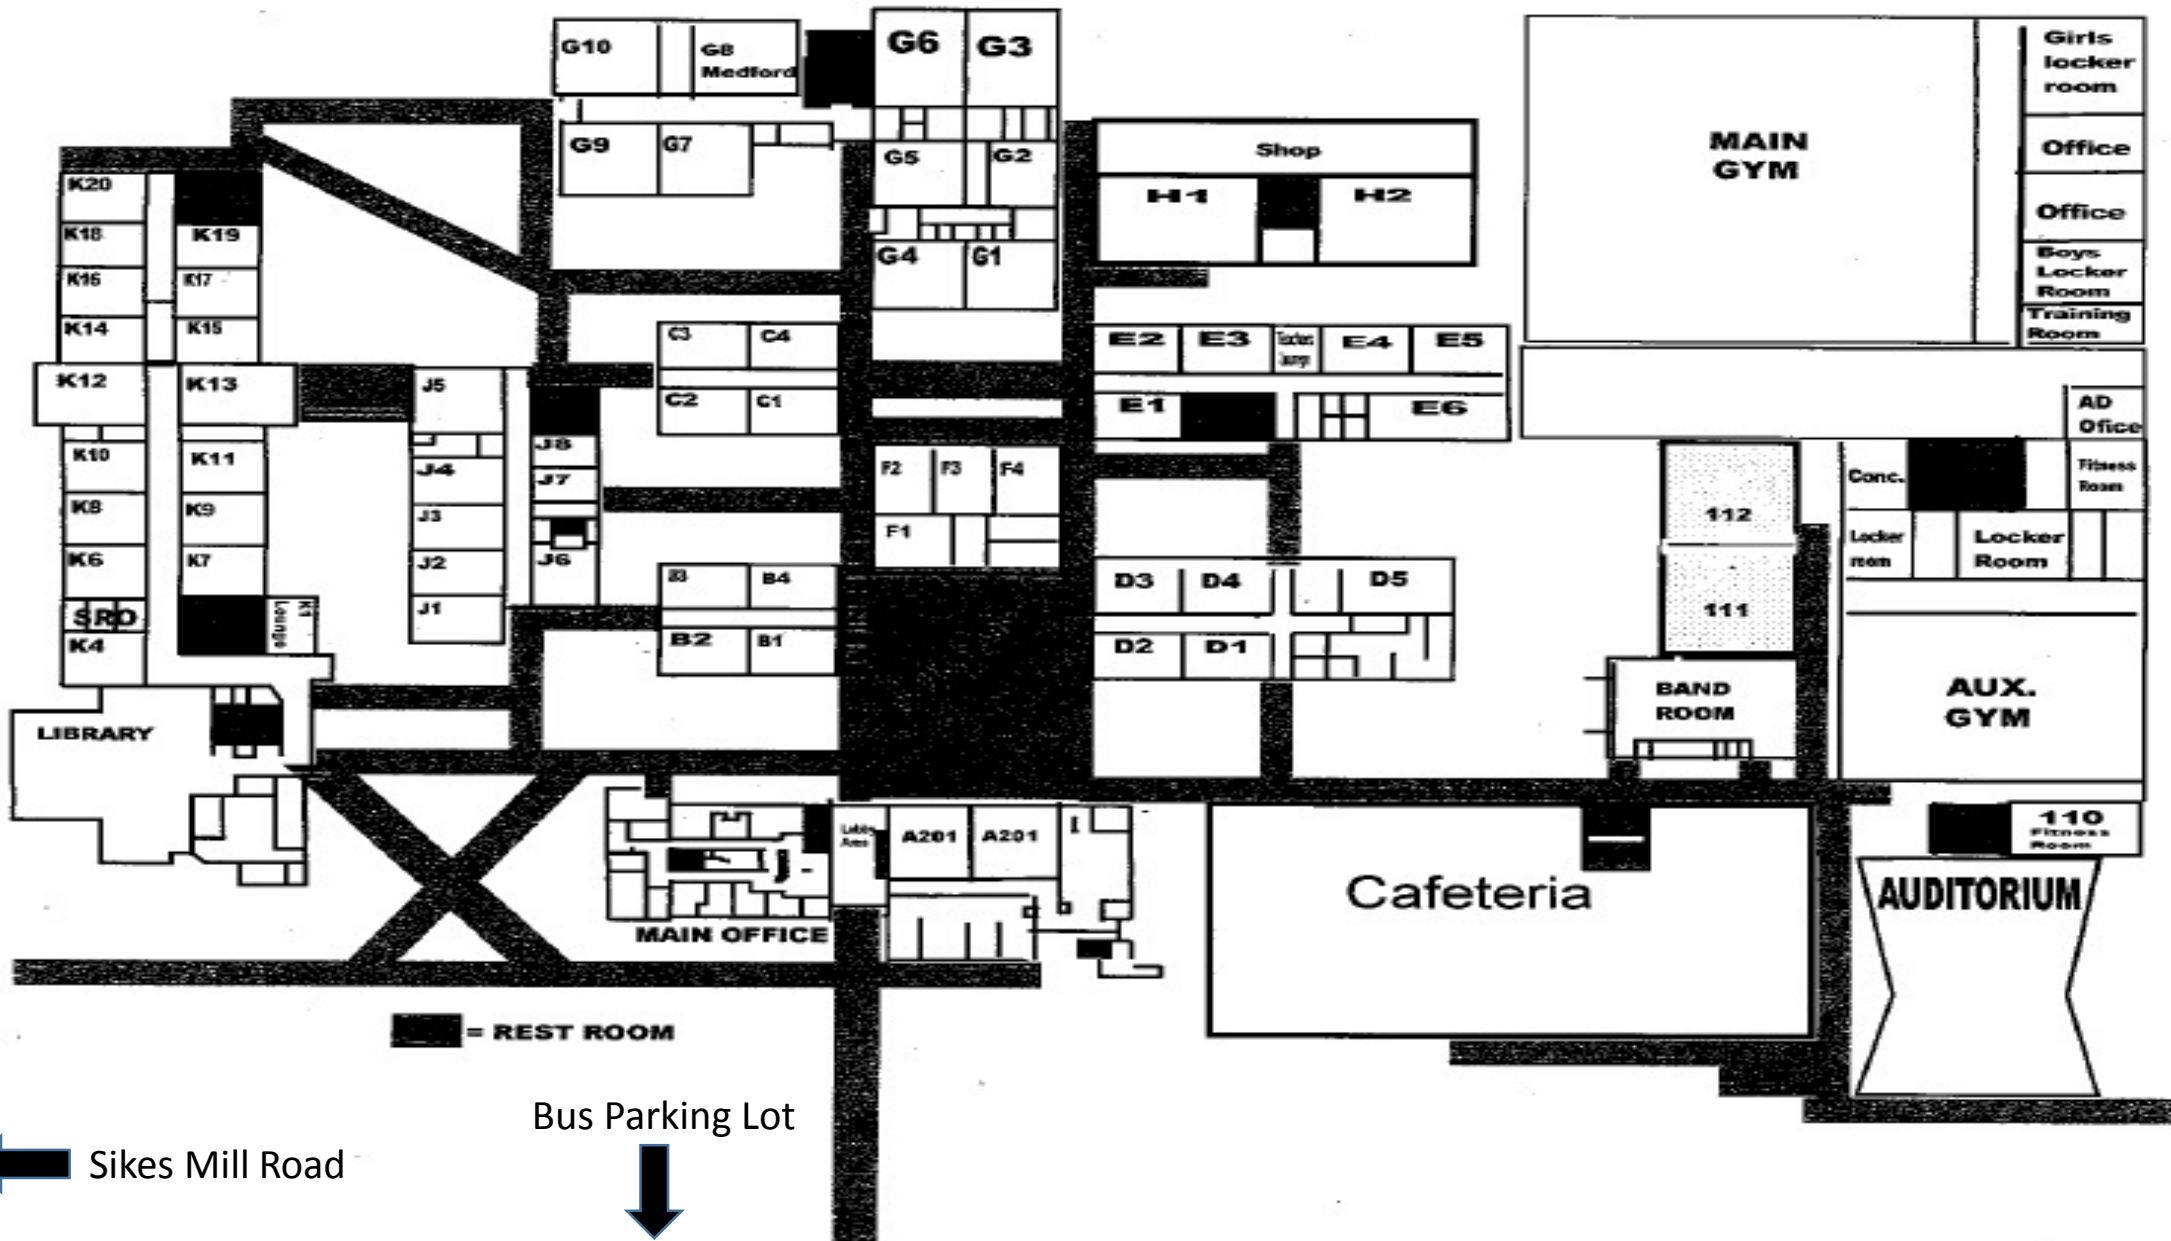 G10
G8
Medford
G6
G3
G9
G7
G5
G2
G4
G1
Shop
H1
H2
MAIN
GYM
Girls
locker
room
Office
Office
Boys
Locker
Room
Training
Room
K20
K18
K19
K16
K17
K14
K15
K12
K13
K10
K11
K8
K9
K6
K7
SRO
K4
K1
Lounge
LIBRARY
J5
J4
J3
J2
J1
J8
J7
J6
C3
C4
C2
C1
B3
B4
B2
B1
F2
F3
F4
F1
E2
E3
E4
E5
E1
E6
D3
D4
D5
D2
D1
AD
Ofice
Conc.
Fitness
Room
Locker
room
Locker
Room
112
111
BAND
ROOM
AUX.
GYM
110
Fitness
Room
AUDITORIUM
Cafeteria
Area
A201
A201
MAIN OFFICE
= REST ROOM
Bus Parking Lot
Sikes Mill Road